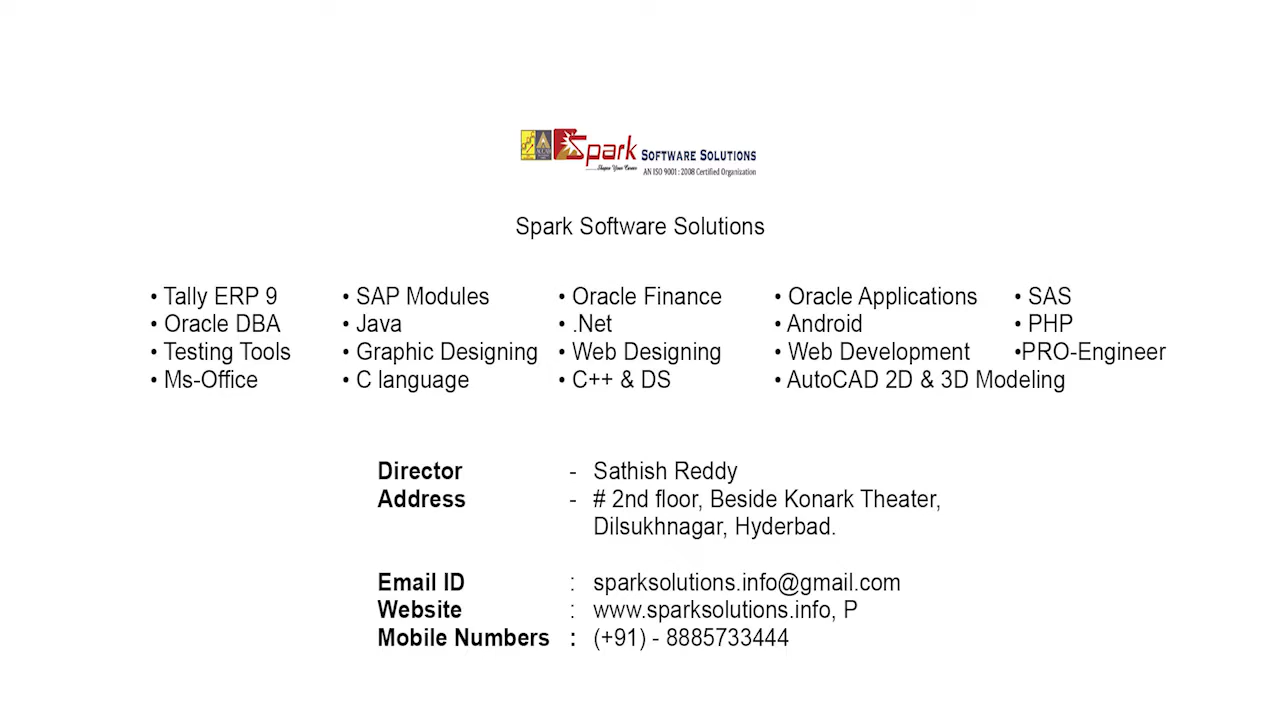 Spark SOFTWARE SOLUTIONS
Shape Your Career AN ISO 9001 : 2008 Certified Organization
Spark Software Solutions
• Tally ERP 9 • SAP Modules • Oracle Finance • Oracle Applications • SAS
• Oracle DBA • Java • .Net • Android • PHP
• Testing Tools • Graphic Designing • Web Designing • Web Development •PRO-Engineer
• Ms-Office • C language • C++ & DS • AutoCAD 2D & 3D Modeling
Director - Sathish Reddy
Address - # 2nd floor, Beside Konark Theater,
Dilsukhnagar, Hyderbad.
Email ID : sparksolutions.info@gmail.com
Website : www.sparksolutions.info, P
Mobile Numbers : (+91) - 8885733444